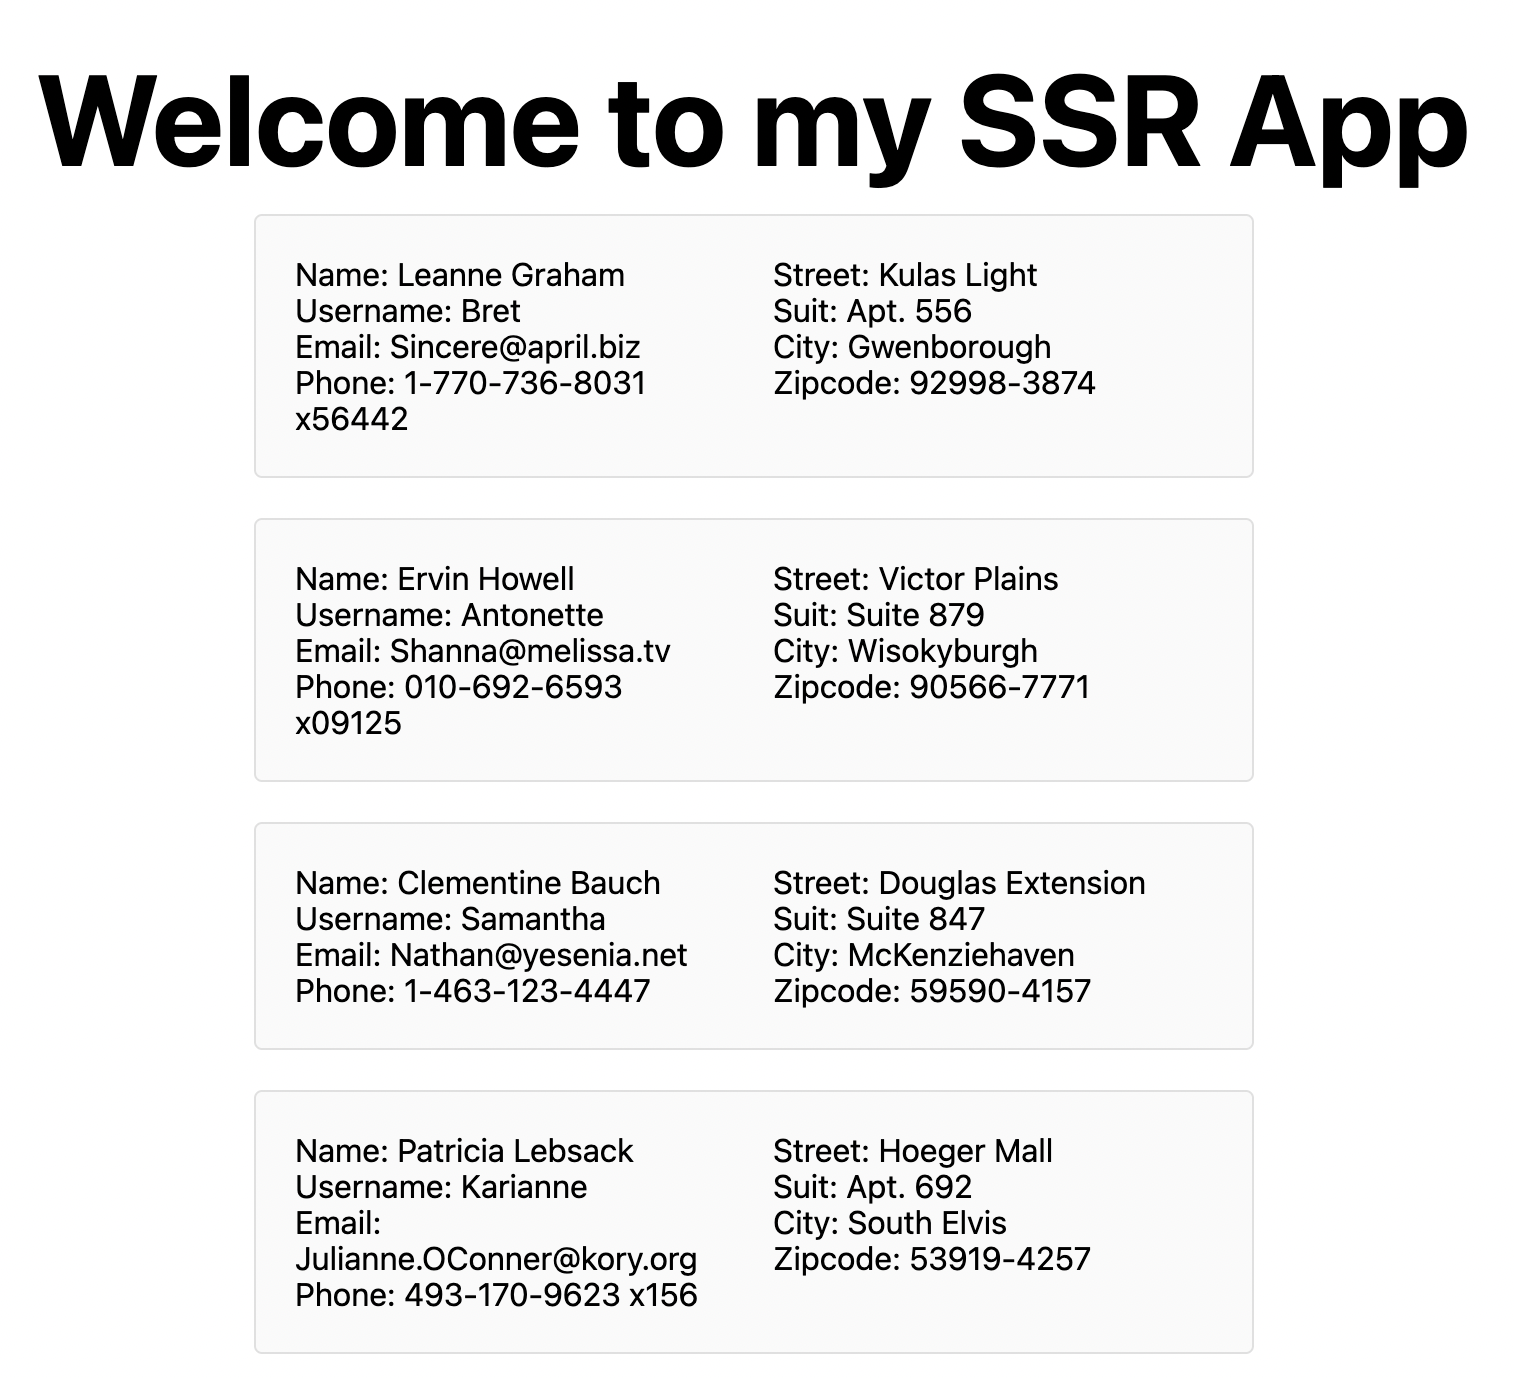 Welcome to my SSR App
Name: Leanne Graham
Username: Bret
Email: Sincere@april.biz
Phone: 1-770-736-8031
x56442
Street: Kulas Light
Suit: Apt. 556
City: Gwenborough
Zipcode: 92998-3874
Name: Ervin Howell
Username: Antonette
Email: Shanna@melissa.tv
Phone: 010-692-6593
x09125
Street: Victor Plains
Suit: Suite 879
City: Wisokyburgh
Zipcode: 90566-7771
Name: Clementine Bauch
Username: Samantha
Email: Nathan@yesenia.net
Phone: 1-463-123-4447
Street: Douglas Extension
Suit: Suite 847
City: McKenziehaven
Zipcode: 59590-4157
Name: Patricia Lebsack
Username: Karianne
Email:
Julianne.OConner@kory.org
Phone: 493-170-9623 x156
Street: Hoeger Mall
Suit: Apt. 692
City: South Elvis
Zipcode: 53919-4257